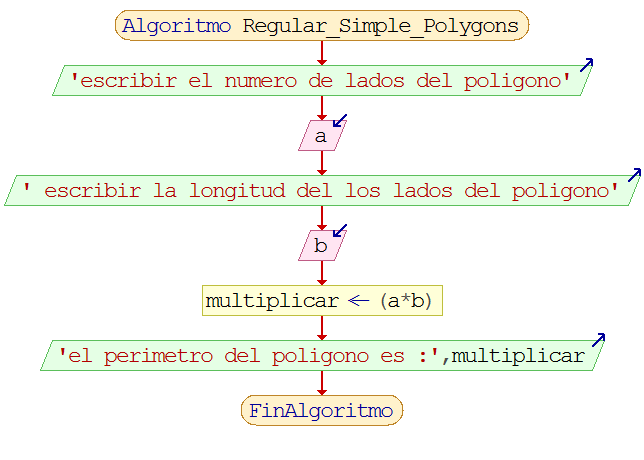 Algoritmo Regular_Simple_Polygons
'escribir el numero de lados del poligono'
a
' escribir la longitud del los lados del poligono'
b
multiplicar ← (a*b)
'el perimetro del poligono es :',multiplicar
FinAlgoritmo